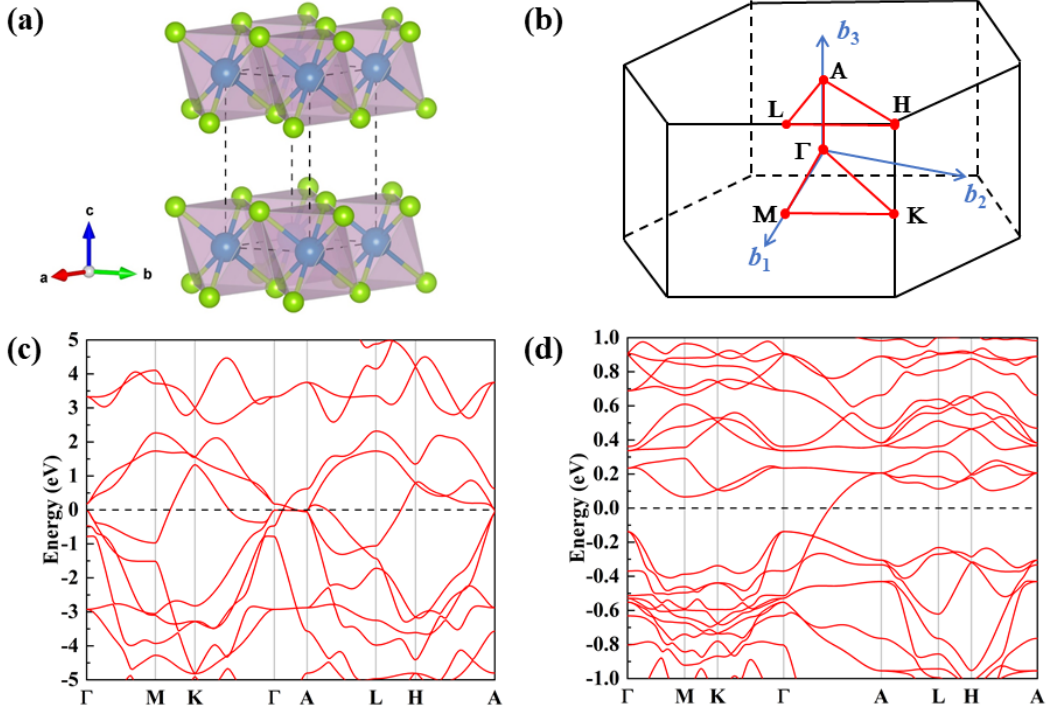 (a)
c
a
b
(b)
b3
A
L
H
Γ
b2
M
K
b1
(c)
Energy (eV)
5
4
3
2
1
0
-1
-2
-3
-4
-5
Γ M K Γ A L H A
(d)
Energy (eV)
1.0
0.8
0.6
0.4
0.2
0.0
-0.2
-0.4
-0.6
-0.8
-1.0
Γ M K Γ A L H A